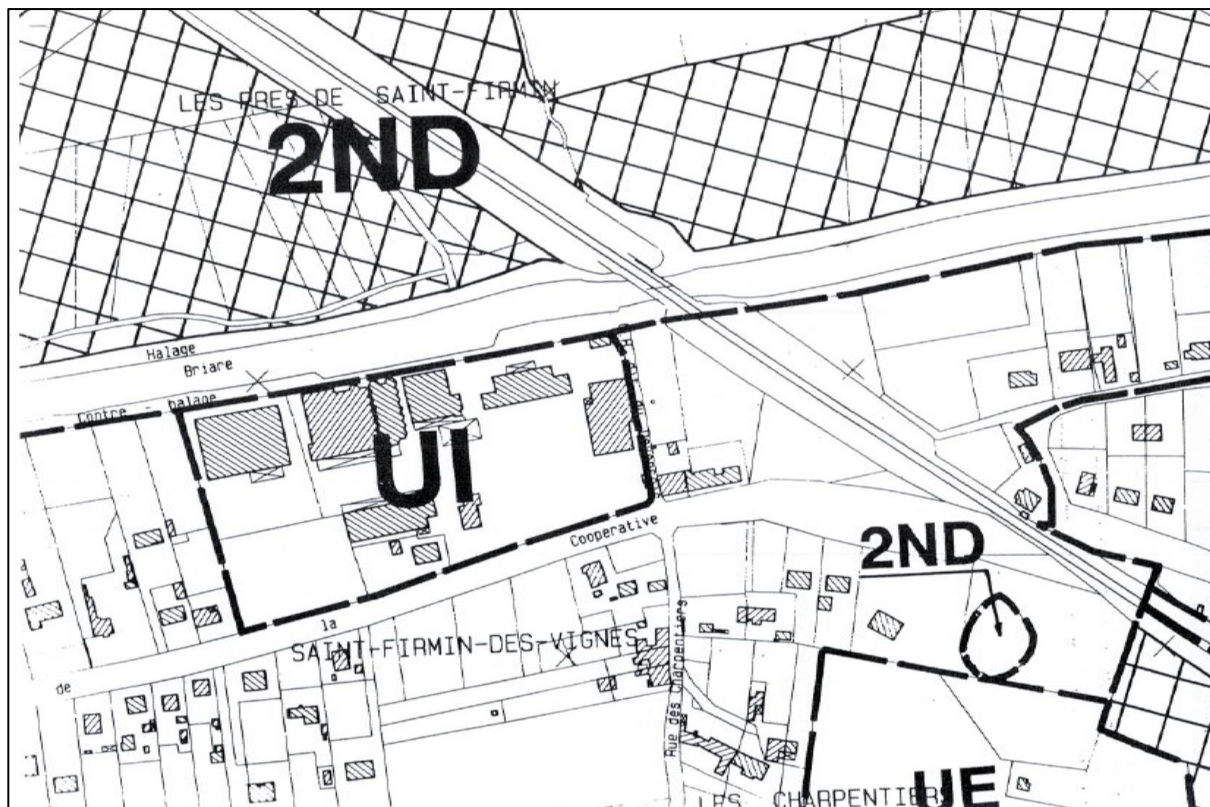 LES PRES DE SAINT-FIRMIN
2ND
Halage
Briare
Contre - halage
UI
Cooperative
la
de
2ND
SAINT-FIRMIN-DES-VIGNES
Rue des Charpentiers
UE
LES CHARPENTIERS